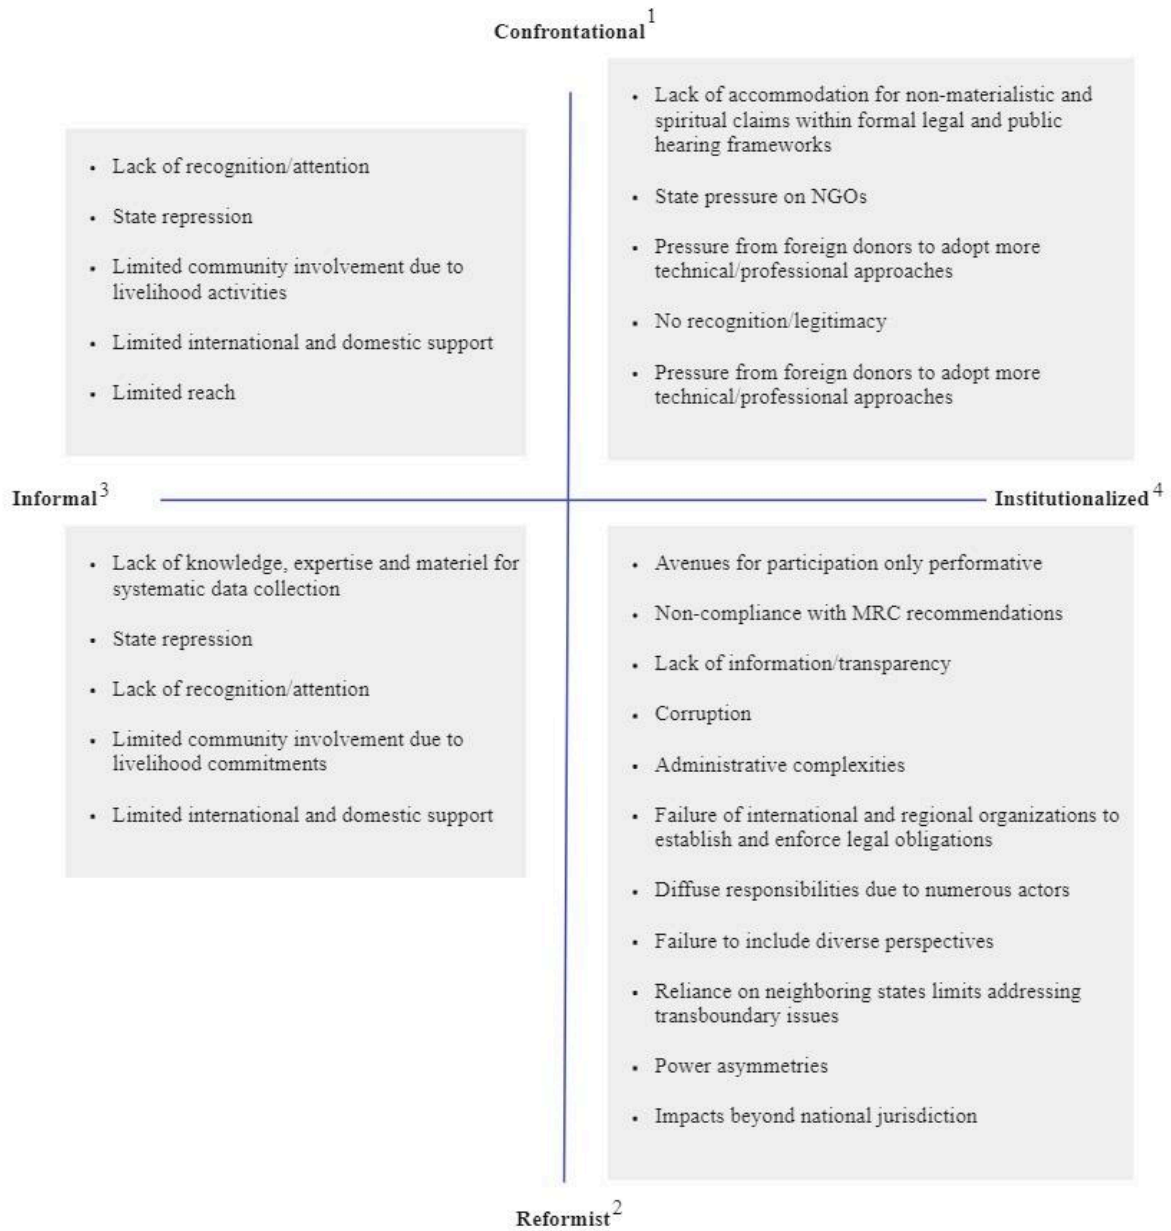 Confrontational1
• Lack of recognition/attention
• State repression
• Limited community involvement due to
livelihood activities
• Limited international and domestic support
• Limited reach
• Lack of accommodation for non-materialistic and
spiritual claims within formal legal and public
hearing frameworks
• State pressure on NGOs
• Pressure from foreign donors to adopt more
technical/professional approaches
• No recognition/legitimacy
• Pressure from foreign donors to adopt more
technical/professional approaches
Informal3
Institutionalized4
• Lack of knowledge, expertise and materiel for
systematic data collection
• State repression
• Lack of recognition/attention
• Limited community involvement due to
livelihood commitments
• Limited international and domestic support
• Avenues for participation only performative
• Non-compliance with MRC recommendations
• Lack of information/transparency
• Corruption
• Administrative complexities
• Failure of international and regional organizations to
establish and enforce legal obligations
• Diffuse responsibilities due to numerous actors
• Failure to include diverse perspectives
• Reliance on neighboring states limits addressing
transboundary issues
• Power asymmetries
• Impacts beyond national jurisdiction
Reformist2